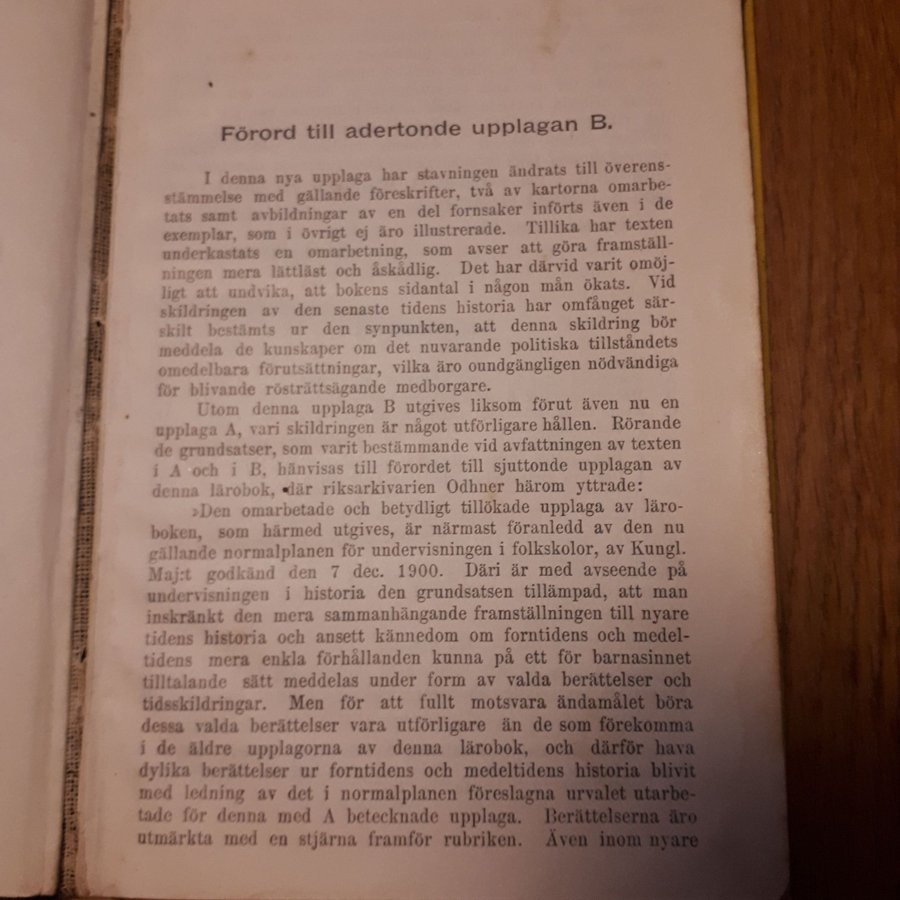 Förord till adertonde upplagan B.
I denna nya upplaga har stavningen ändrats till överens-
stämmelse med gällande föreskrifter, två av kartorna omarbe-
tats samt avbildningar av en del fornsaker införts även i de
exemplar, som i övrigt ej äro illustrerade. Tillika har texten
underkastats en omarbetning, som avser att göra framställ-
ningen mera lättläst och åskådlig. Det har därvid varit omöj-
ligt att undvika, att bokens sidantal i någon mån ökats. Vid
skildringen av den senaste tidens historia har omfånget sär-
skilt bestämts ur den synpunkten, att denna skildring bör
meddela de kunskaper om det nuvarande politiska tillståndets
omedelbara förutsättningar, vilka äro oundgängligen nödvändiga
för blivande rösträttsägande medborgare.
Utom denna upplaga B utgives liksom förut även nu en
upplaga A, vari skildringen är något utförligare hållen. Rörande
de grundsatser, som varit bestämmande vid avfattningen av texten
i A och i B, hänvisas till förordet till sjuttonde upplagan av
denna lärobok, där riksarkivarien Odhner härom yttrade:
»Den omarbetade och betydligt tillökade upplaga av läro-
boken, som härmed utgives, är närmast föranledd av den nu
gällande normalplanen för undervisningen i folkskolor, av Kungl.
Maj:t godkänd den 7 dec. 1900. Däri är med avseende på
undervisningen i historia den grundsatsen tillämpad, att man
inskränkt den mera sammanhängande framställningen till nyare
tidens historia och ansett kännedom om forntidens och medel-
tidens mera enkla förhållanden kunna på ett för barnasinnet
tilltalande sätt meddelas under form av valda berättelser och
tidsskildringar. Men för att fullt motsvara ändamålet böra
dessa valda berättelser vara utförligare än de som förekomma
i de äldre upplagorna av denna lärobok, och därför hava
dylika berättelser ur forntidens och medeltidens historia blivit
med ledning av det i normalplanen föreslagna urvalet utarbe-
tade för denna med A betecknade upplaga. Berättelserna äro
utmärkta med en stjärna framför rubriken. Även inom nyare